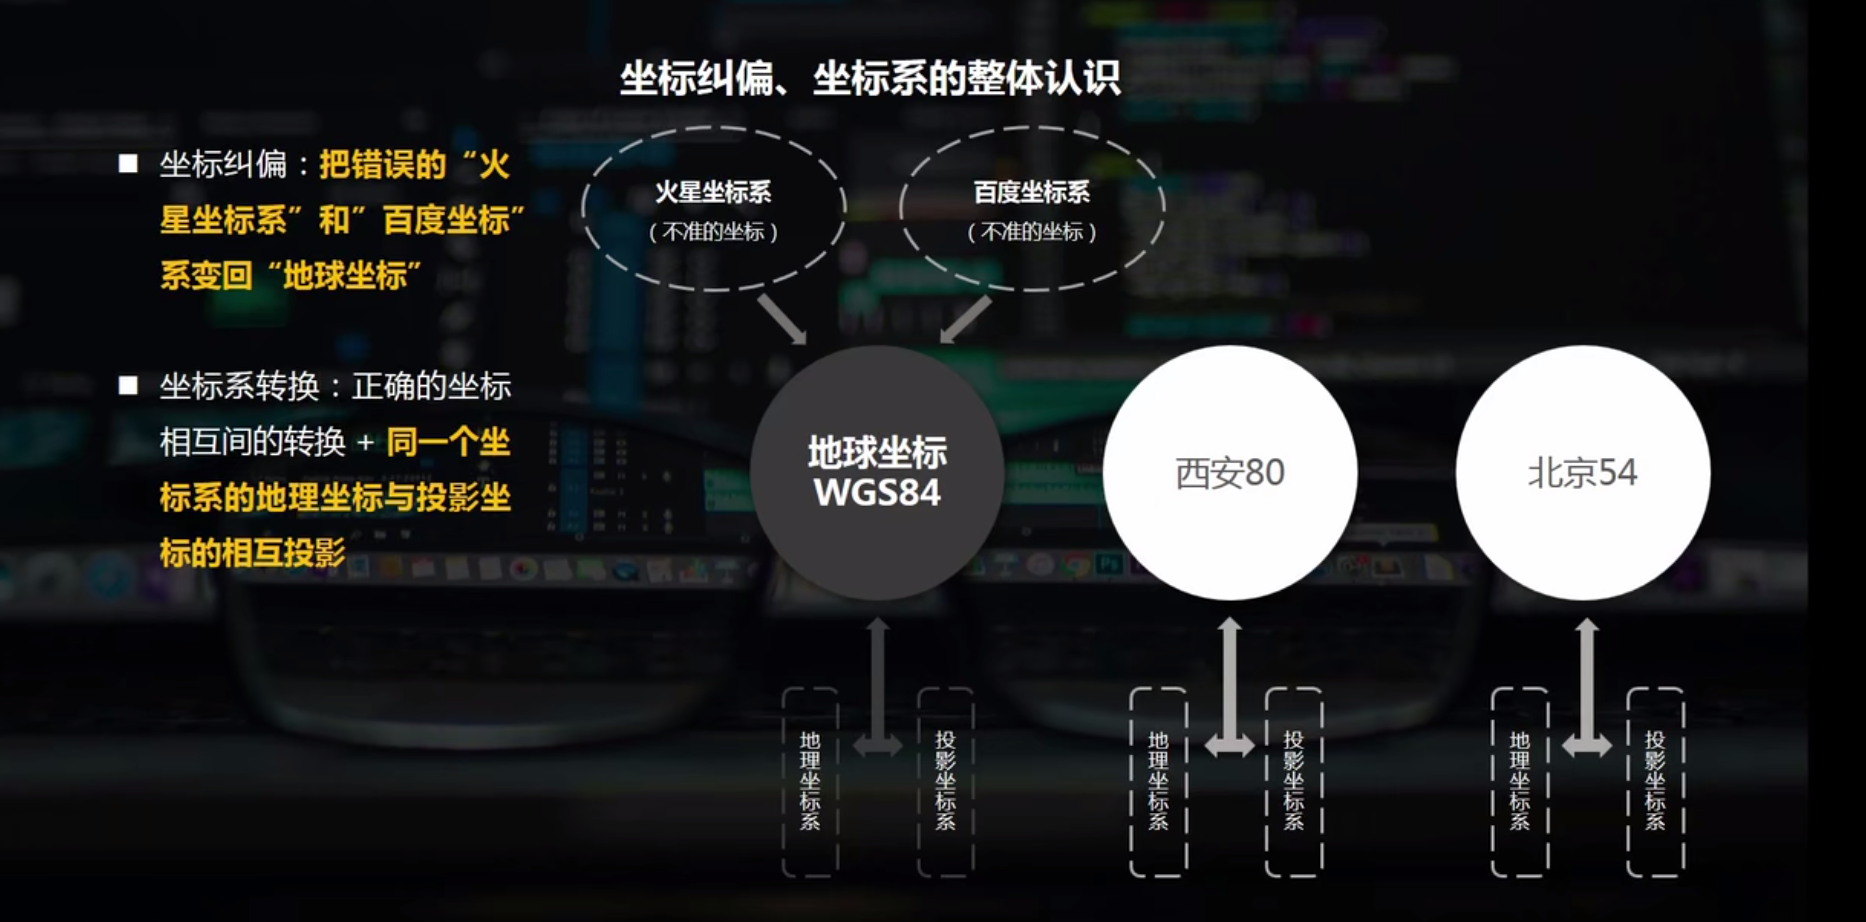 坐标纠偏、坐标系的整体认识
坐标纠偏：把错误的“火
星坐标系”和”百度坐标”
系变回“地球坐标”
坐标系转换：正确的坐标
相互间的转换 + 同一个坐
标系的地理坐标与投影坐
标的相互投影
火星坐标系
（不准的坐标）
百度坐标系
（不准的坐标）
地球坐标
WGS84
西安80
北京54
地理坐标系
投影坐标系
地理坐标系
投影坐标系
地理坐标系
投影坐标系